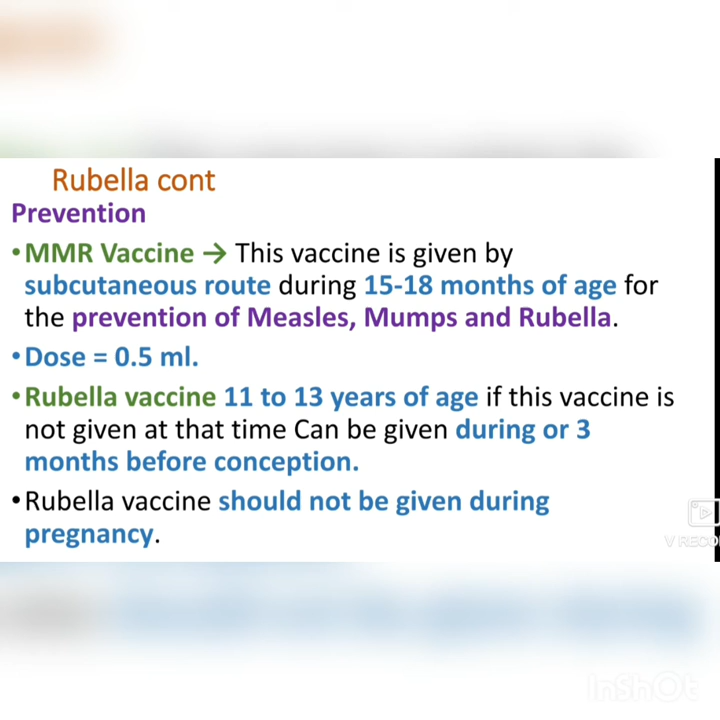 Rubella cont
Prevention
•MMR Vaccine → This vaccine is given by
subcutaneous route during 15-18 months of age for
the prevention of Measles, Mumps and Rubella.
•Dose = 0.5 ml.
•Rubella vaccine 11 to 13 years of age if this vaccine is
not given at that time Can be given during or 3
months before conception.
•Rubella vaccine should not be given during
pregnancy.
V RECO
InShOt